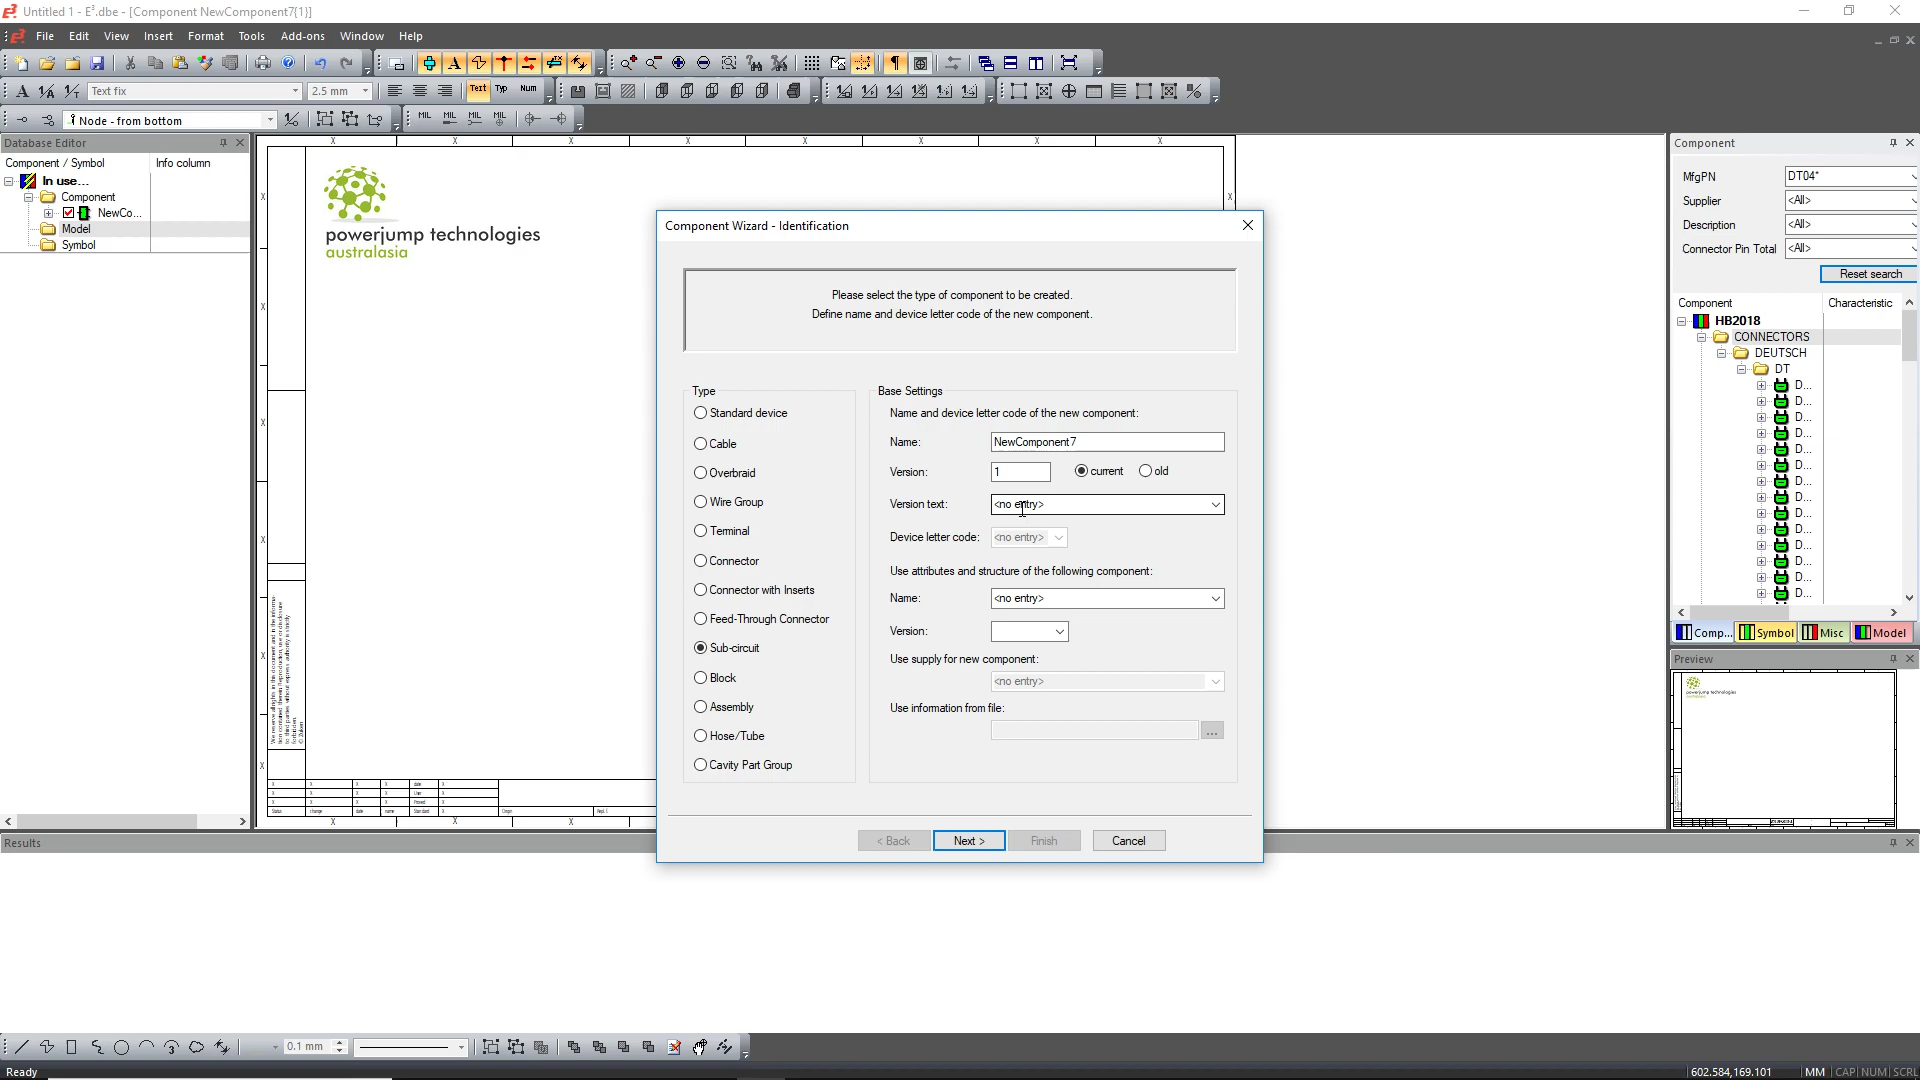 Untitled 1 - E³.dbe - [Component NewComponent7{1}]
File Edit View Insert Format Tools Add-ons Window Help
Text fix 2.5 mm Text Typ Num
Node - from bottom MIL MIL MIL MIL
Database Editor
Component / Symbol Info column
In use...
Component
NewCo...
Model
Symbol
powerjump technologies
australasia
Component Wizard - Identification
Please select the type of component to be created.
Define name and device letter code of the new component.
Type
Standard device
Cable
Overbraid
Wire Group
Terminal
Connector
Connector with Inserts
Feed-Through Connector
Sub-circuit
Block
Assembly
Hose/Tube
Cavity Part Group
Base Settings
Name and device letter code of the new component:
Name: NewComponent7
Version: 1 current old
Version text: <no entry>
Device letter code: <no entry>
Use attributes and structure of the following component:
Name: <no entry>
Version:
Use supply for new component:
<no entry>
Use information from file:
...
< Back Next > Finish Cancel
Component
MfgPN DT04*
Supplier <All>
Description <All>
Connector Pin Total <All>
Reset search
Component Characteristic
HB2018
CONNECTORS
DEUTSCH
DT
D...
D...
D...
D...
D...
D...
D...
D...
D...
D...
D...
D...
D...
D...
Comp... Symbol Misc Model
Preview
powerjump technologies
Results
0.1 mm
Ready 602.584,169.101 MM CAP NUM SCRL